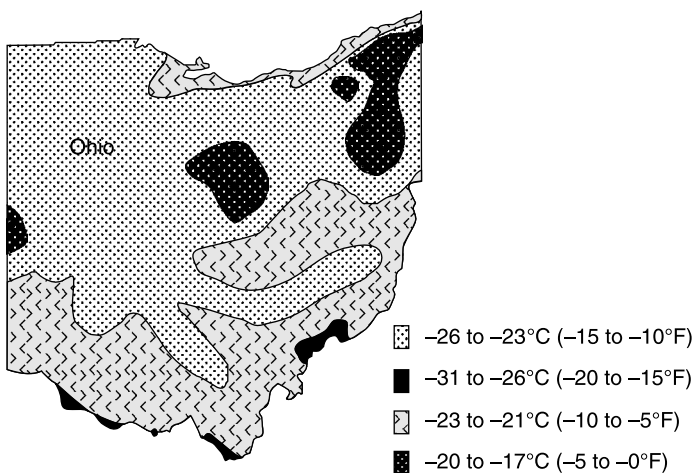 Ohio
–26 to –23°C (–15 to –10°F)
–31 to –26°C (–20 to –15°F)
–23 to –21°C (–10 to –5°F)
–20 to –17°C (–5 to –0°F)